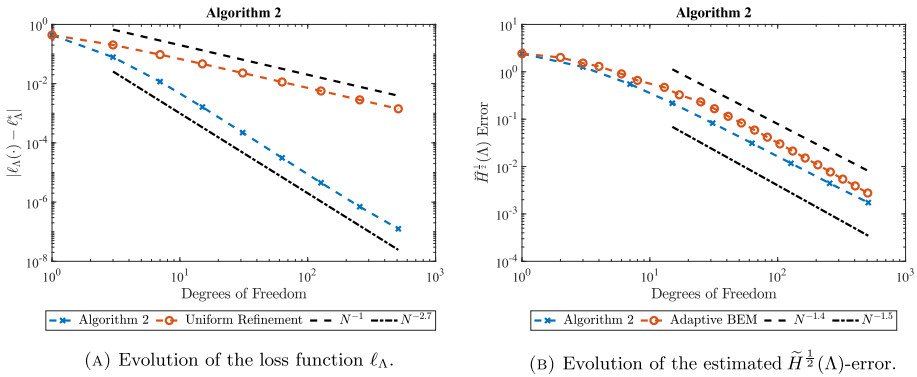 Algorithm 2
|ℓ_Λ(·) − ℓ*_Λ|
10^0
10^-2
10^-4
10^-6
10^-8
10^0 10^1 10^2 10^3
Degrees of Freedom
Algorithm 2 Uniform Refinement N^-1 N^-2.7
(A) Evolution of the loss function ℓ_Λ.
Algorithm 2
H̃^{1/2}(Λ) Error
10^1
10^0
10^-1
10^-2
10^-3
10^-4
10^0 10^1 10^2 10^3
Degrees of Freedom
Algorithm 2 Adaptive BEM N^-1.4 N^-1.5
(B) Evolution of the estimated H̃^{1/2}(Λ)-error.